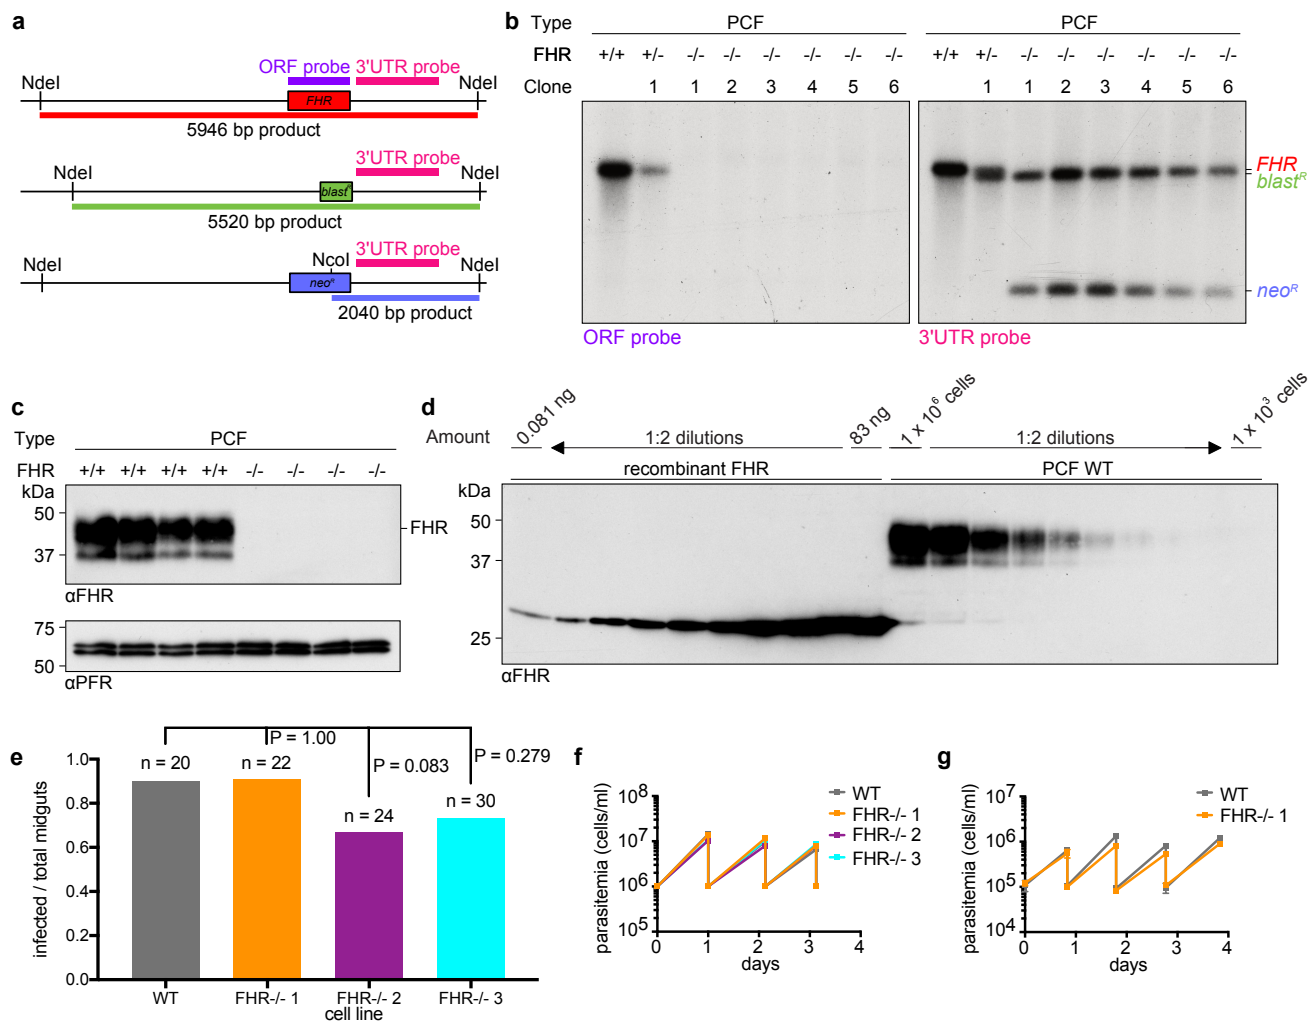 a
ORF probe
3'UTR probe
NdeI
NdeI
FHR
5946 bp product
3'UTR probe
NdeI
NdeI
blastR
5520 bp product
3'UTR probe
NdeI
NcoI
NdeI
neoR
2040 bp product
b
Type PCF PCF
FHR +/+ +/- -/- -/- -/- -/- -/- -/- +/+ +/- -/- -/- -/- -/- -/- -/-
Clone 1 1 2 3 4 5 6 1 1 2 3 4 5 6
FHR
blastR
neoR
ORF probe
3'UTR probe
c
Type PCF
FHR +/+ +/+ +/+ +/+ -/- -/- -/- -/-
kDa
50
FHR
37
αFHR
75
50
αPFR
d
Amount 0.081 ng 1:2 dilutions 83 ng 1 x 10⁶ cells 1:2 dilutions 1 x 10³ cells
recombinant FHR PCF WT
kDa
50
37
25
αFHR
e
infected / total midguts
1.0
0.8
0.6
0.4
0.2
0.0
P = 1.00
P = 0.083
P = 0.279
n = 20
n = 22
n = 24
n = 30
WT FHR-/- 1 FHR-/- 2 FHR-/- 3
cell line
f
parasitemia (cells/ml)
10⁸
10⁷
10⁶
10⁵
0 1 2 3 4
days
WT
FHR-/- 1
FHR-/- 2
FHR-/- 3
g
parasitemia (cells/ml)
10⁷
10⁶
10⁵
10⁴
0 1 2 3 4
days
WT
FHR-/- 1